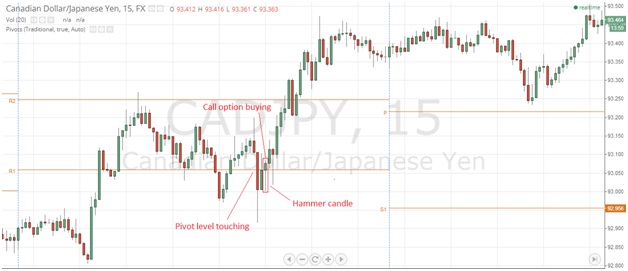 Canadian Dollar/Japanese Yen, 15, FX O 93.412 H 93.416 L 93.361 C 93.363
Vol (20) n/a n/a
Pivots (Traditional, true, Auto)
realtime
93.500
93.464
13:59
93.400
93.350
93.300
93.250
93.200
93.150
93.100
93.050
93.000
92.956
92.900
92.850
92.800
CADJPY, 15
Canadian Dollar/Japanese Yen
R2
R1
P
S1
Call option buying
Hammer candle
Pivot level touching